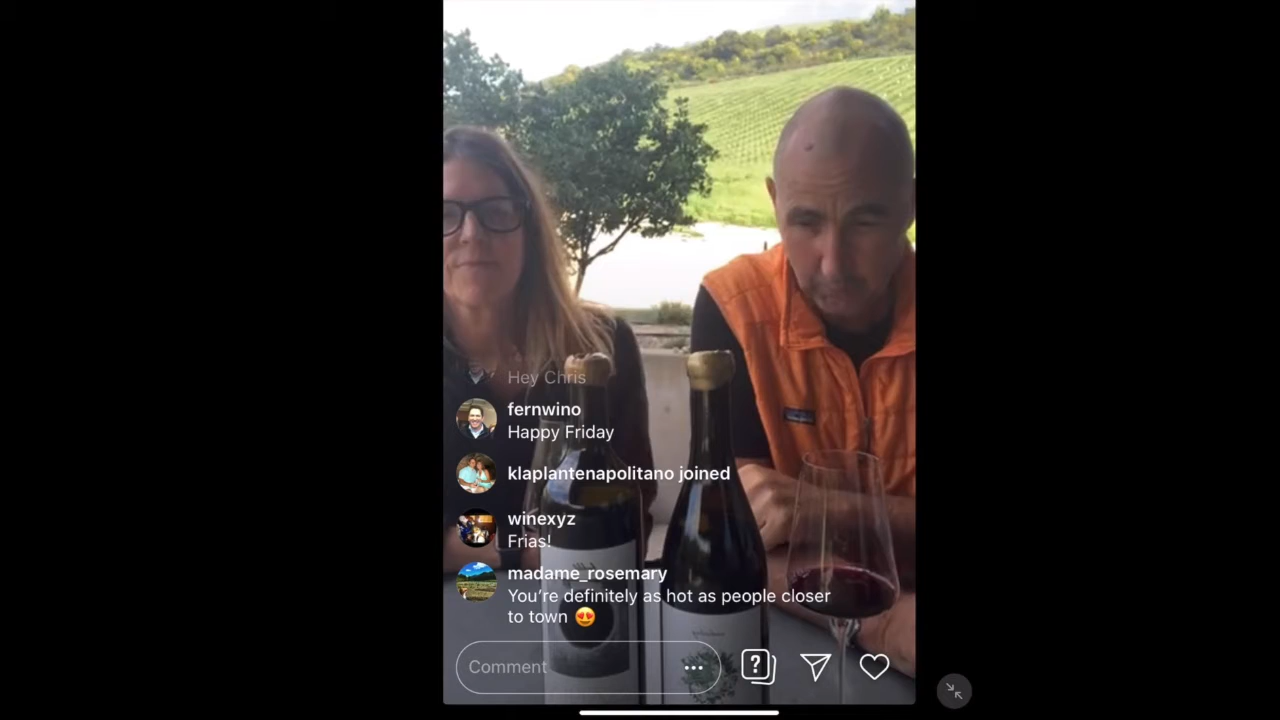 Hey Chris
fernwino
Happy Friday
klaplantenapolitano joined
winexyz
Frias!
madame_rosemary
You're definitely as hot as people closer
to town 😍
Comment
?